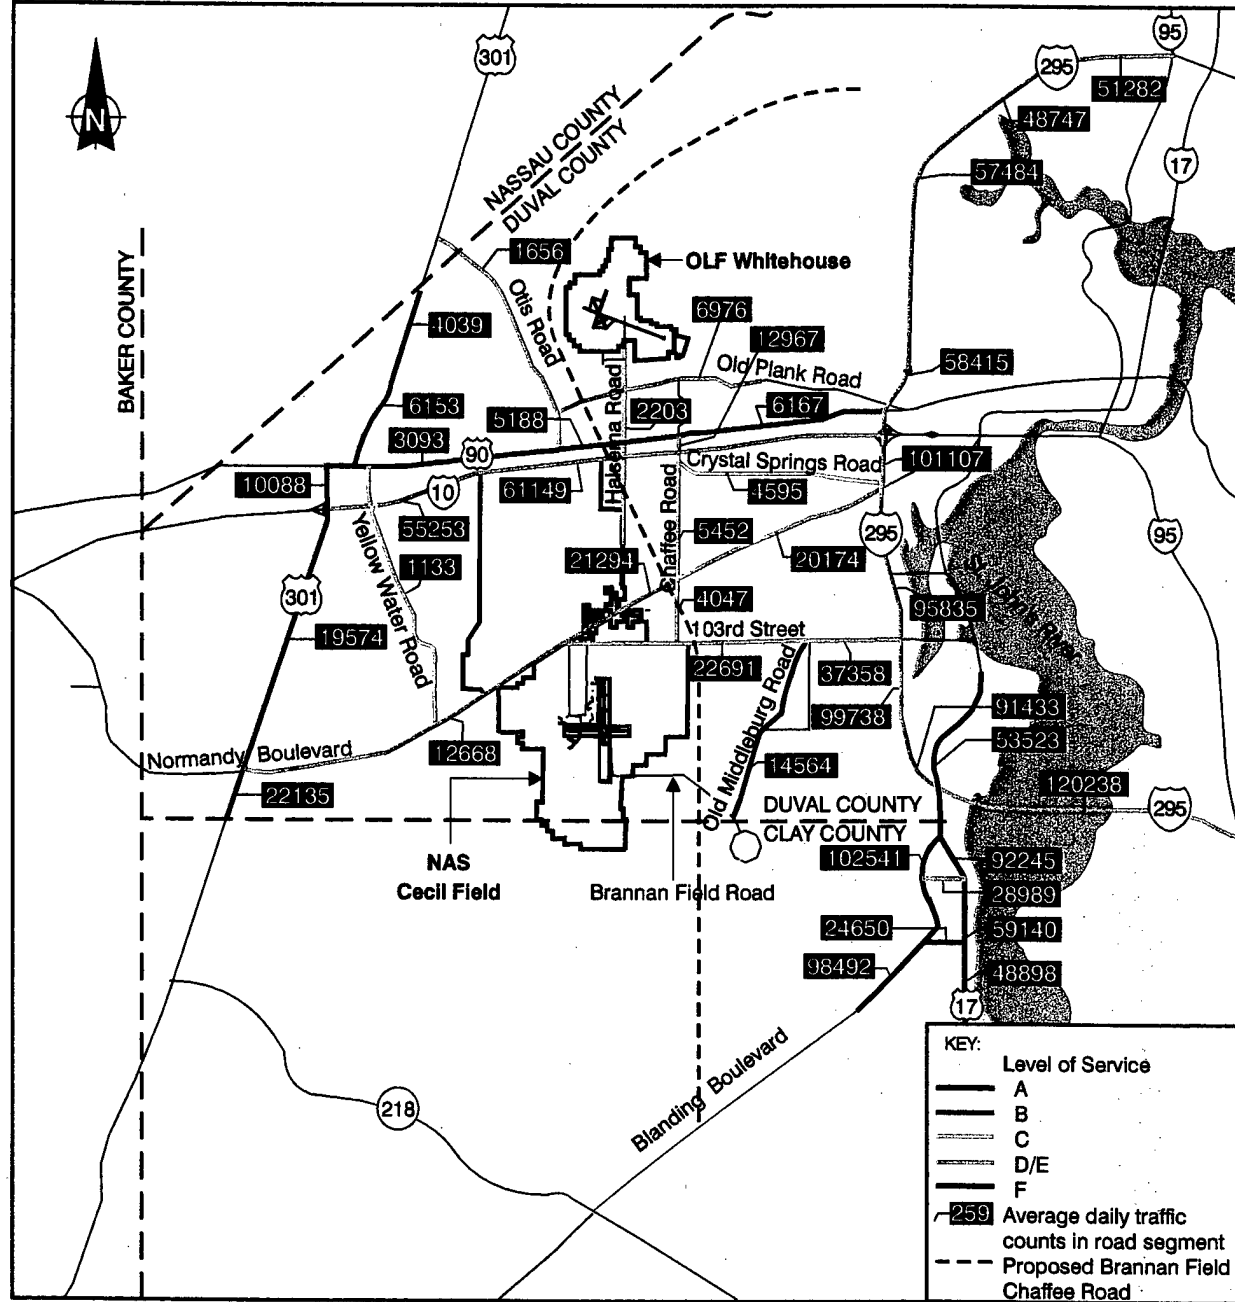 95
301
295
51282
48747
NASSAU COUNTY
DUVAL COUNTY
17
57484
N
1656
OLF Whitehouse
BAKER COUNTY
Otis Road
4039
6976
12967
Old Plank Road
58415
6153
5188
2203
6167
3093
90
Halsema Road
Crystal Springs Road
101107
10088
10
61149
4595
55253
Chaffee Road
5452
295
95
Yellow Water Road
1133
21294
20174
St. Johns River
301
4047
95835
19574
103rd Street
22691
37358
Old Middleburg Road
99738
91433
Normandy Boulevard
12668
53523
14564
22135
120238
295
DUVAL COUNTY
CLAY COUNTY
NAS
Cecil Field
Brannan Field Road
102541
92245
28989
24650
59140
98492
48898
17
Blanding Boulevard
218
KEY:
Level of Service
A
B
C
D/E
F
259 Average daily traffic
counts in road segment
Proposed Brannan Field
Chaffee Road